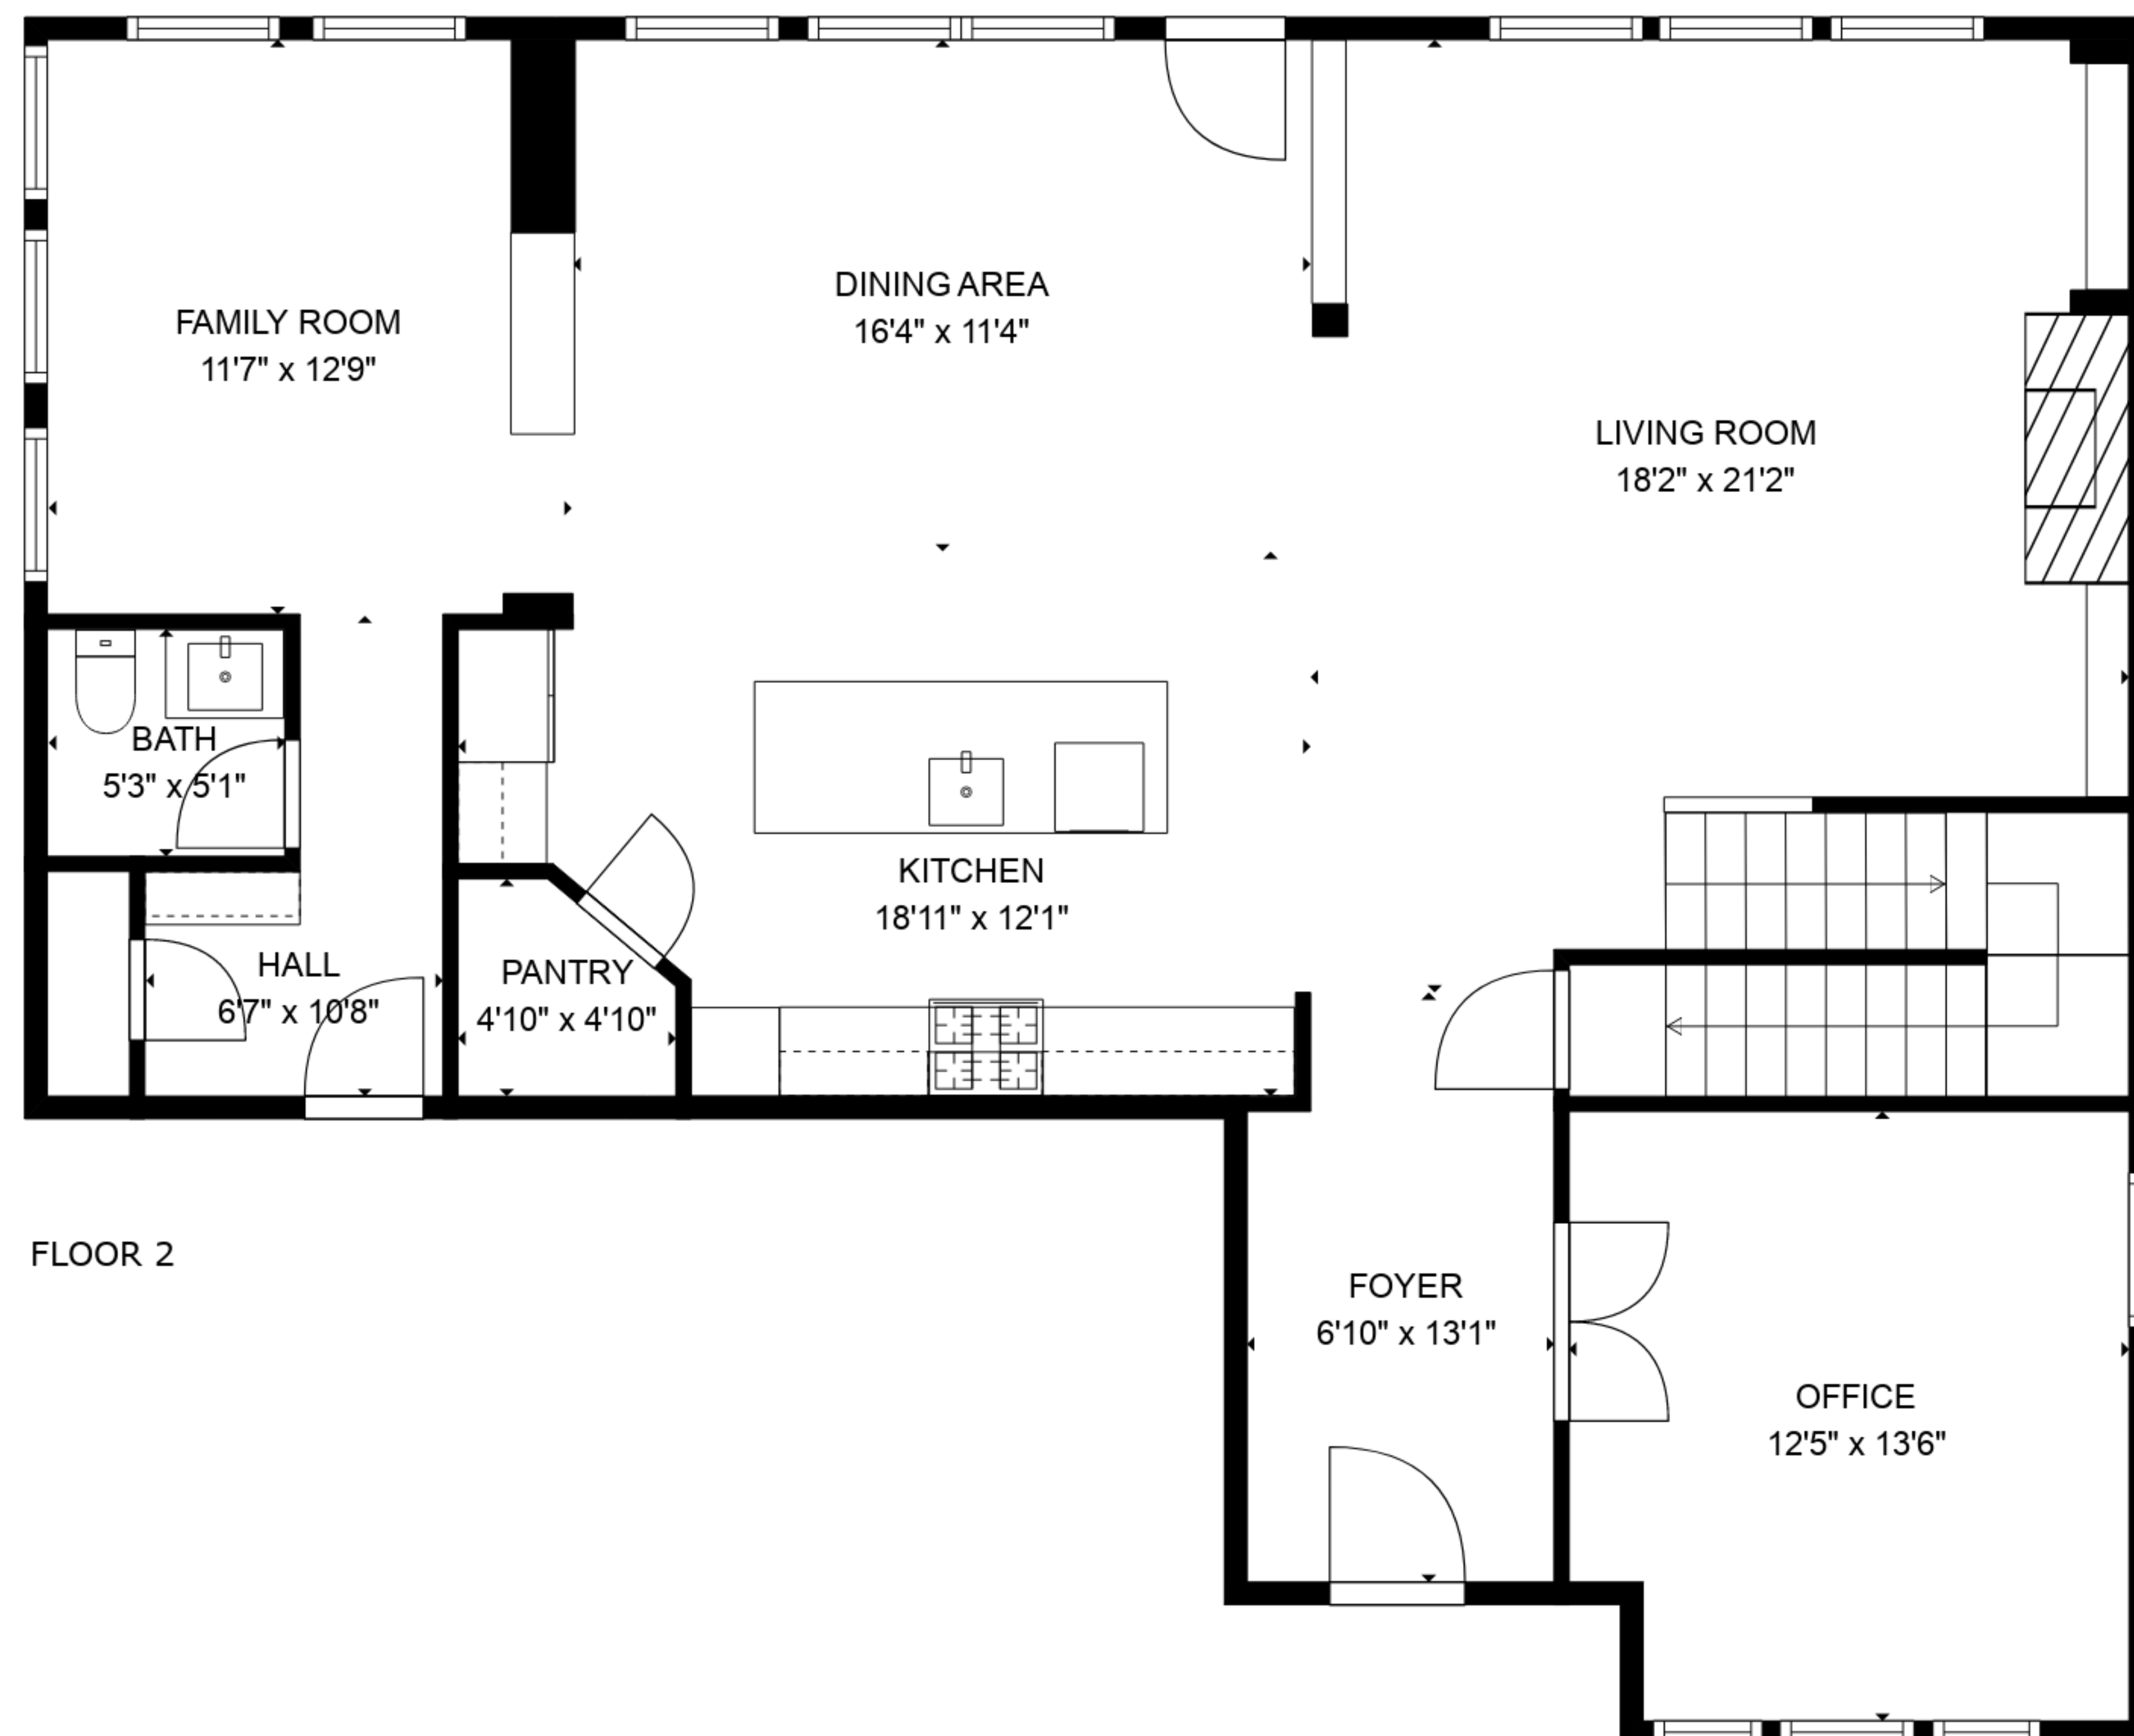 FAMILY ROOM
11'7" x 12'9"
DINING AREA
16'4" x 11'4"
LIVING ROOM
18'2" x 21'2"
BATH
5'3" x 5'1"
KITCHEN
18'11" x 12'1"
HALL
6'7" x 10'8"
PANTRY
4'10" x 4'10"
FLOOR 2
FOYER
6'10" x 13'1"
OFFICE
12'5" x 13'6"